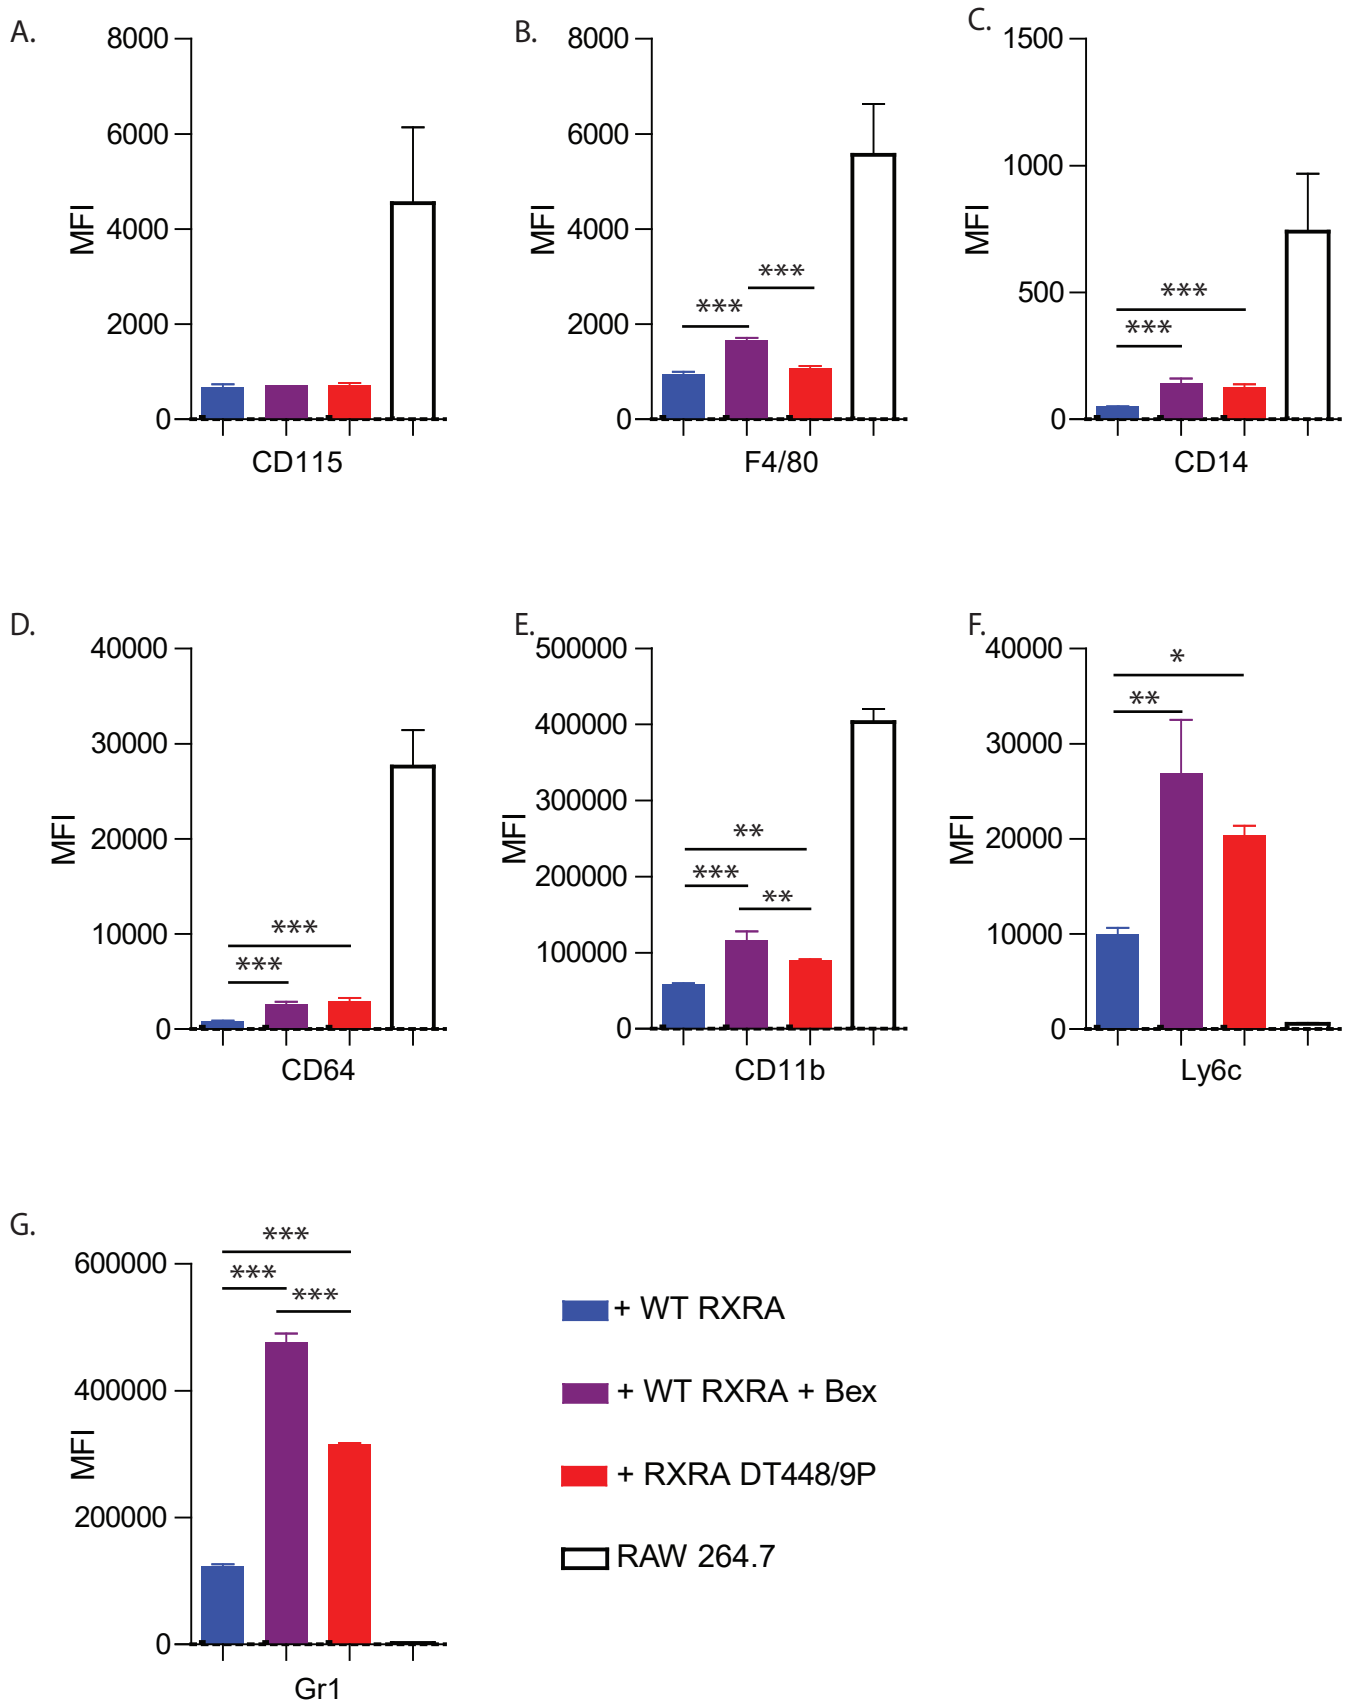 A.
8000
6000
4000
2000
0
MFI
CD115
B.
8000
6000
4000
2000
0
MFI
***
***
F4/80
C.
1500
1000
500
0
MFI
***
***
CD14
D.
40000
30000
20000
10000
0
MFI
***
***
CD64
E.
500000
400000
300000
200000
100000
0
MFI
**
***
**
CD11b
F.
40000
30000
20000
10000
0
MFI
*
**
Ly6c
G.
600000
400000
200000
0
MFI
***
***
***
Gr1
+ WT RXRA
+ WT RXRA + Bex
+ RXRA DT448/9P
RAW 264.7